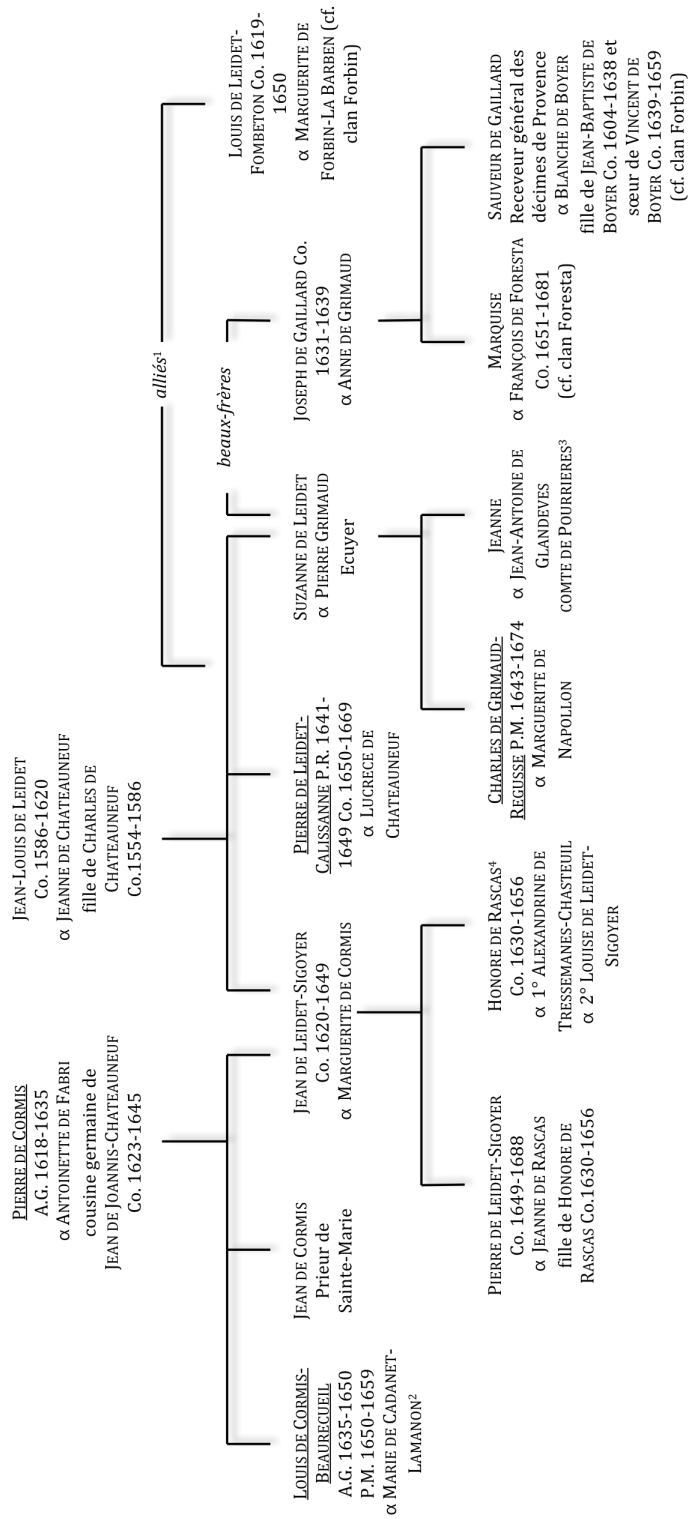 PIERRE DE CORMIS
A.G. 1618-1635
α ANTOINETTE DE FABRI
cousine germaine de
JEAN DE JOANNIS-CHATEAUNEUF
Co. 1623-1645
JEAN-LOUIS DE LEIDET
Co. 1586-1620
α JEANNE DE CHATEAUNEUF
fille de CHARLES DE
CHATEAUNEUF
Co.1554-1586
alliés¹
beaux-frères
LOUIS DE CORMIS-
BEAURECUEIL
A.G. 1635-1650
P.M. 1650-1659
α MARIE DE CADANET-
LAMANON²
JEAN DE CORMIS
Prieur de
Sainte-Marie
JEAN DE LEIDET-SIGOYER
Co. 1620-1649
α MARGUERITE DE CORMIS
PIERRE DE LEIDET-
CALISSANNE P.R. 1641-
1649 Co. 1650-1669
α LUCRECE DE
CHATEAUNEUF
SUZANNE DE LEIDET
α PIERRE GRIMAUD
Ecuyer
JOSEPH DE GAILLARD Co.
1631-1639
α ANNE DE GRIMAUD
LOUIS DE LEIDET-
FOMBETON Co. 1619-
1650
α MARGUERITE DE
FORBIN-LA BARBEN (cf.
clan Forbin)
PIERRE DE LEIDET-SIGOYER
Co. 1649-1688
α JEANNE DE RASCAS
fille de HONORE DE
RASCAS Co.1630-1656
HONORE DE RASCAS⁴
Co. 1630-1656
α 1° ALEXANDRINE DE
TRESSEMANES-CHASTEUIL
α 2° LOUISE DE LEIDET-
SIGOYER
CHARLES DE GRIMAUD-
REGUSSE P.M. 1643-1674
α MARGUERITE DE
NAPOLLON
JEANNE
α JEAN-ANTOINE DE
GLANDEVES
COMTE DE POURRIERES³
MARQUISE
α FRANÇOIS DE FORESTA
Co. 1651-1681
(cf. clan Foresta)
SAUVEUR DE GAILLARD
Receveur général des
décimes de Provence
α BLANCHE DE BOYER
fille de JEAN-BAPTISTE DE
BOYER Co. 1604-1638 et
sœur de VINCENT DE
BOYER Co. 1639-1659
(cf. clan Forbin)